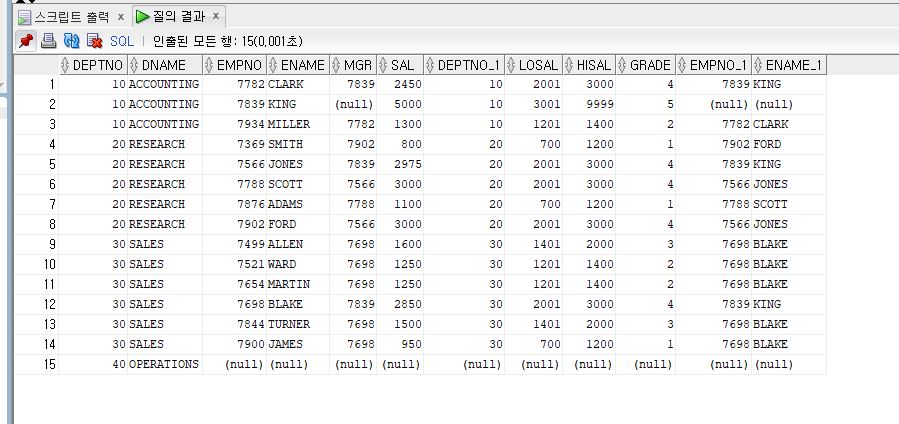 스크립트 출력 x 질의 결과 x
SQL | 인출된 모든 행: 15(0,001초)
DEPTNO DNAME EMPNO ENAME MGR SAL DEPTNO_1 LOSAL HISAL GRADE EMPNO_1 ENAME_1
1 10 ACCOUNTING 7782 CLARK 7839 2450 10 2001 3000 4 7839 KING
2 10 ACCOUNTING 7839 KING (null) 5000 10 3001 9999 5 (null) (null)
3 10 ACCOUNTING 7934 MILLER 7782 1300 10 1201 1400 2 7782 CLARK
4 20 RESEARCH 7369 SMITH 7902 800 20 700 1200 1 7902 FORD
5 20 RESEARCH 7566 JONES 7839 2975 20 2001 3000 4 7839 KING
6 20 RESEARCH 7788 SCOTT 7566 3000 20 2001 3000 4 7566 JONES
7 20 RESEARCH 7876 ADAMS 7788 1100 20 700 1200 1 7788 SCOTT
8 20 RESEARCH 7902 FORD 7566 3000 20 2001 3000 4 7566 JONES
9 30 SALES 7499 ALLEN 7698 1600 30 1401 2000 3 7698 BLAKE
10 30 SALES 7521 WARD 7698 1250 30 1201 1400 2 7698 BLAKE
11 30 SALES 7654 MARTIN 7698 1250 30 1201 1400 2 7698 BLAKE
12 30 SALES 7698 BLAKE 7839 2850 30 2001 3000 4 7839 KING
13 30 SALES 7844 TURNER 7698 1500 30 1401 2000 3 7698 BLAKE
14 30 SALES 7900 JAMES 7698 950 30 700 1200 1 7698 BLAKE
15 40 OPERATIONS (null) (null) (null) (null) (null) (null) (null) (null) (null) (null)